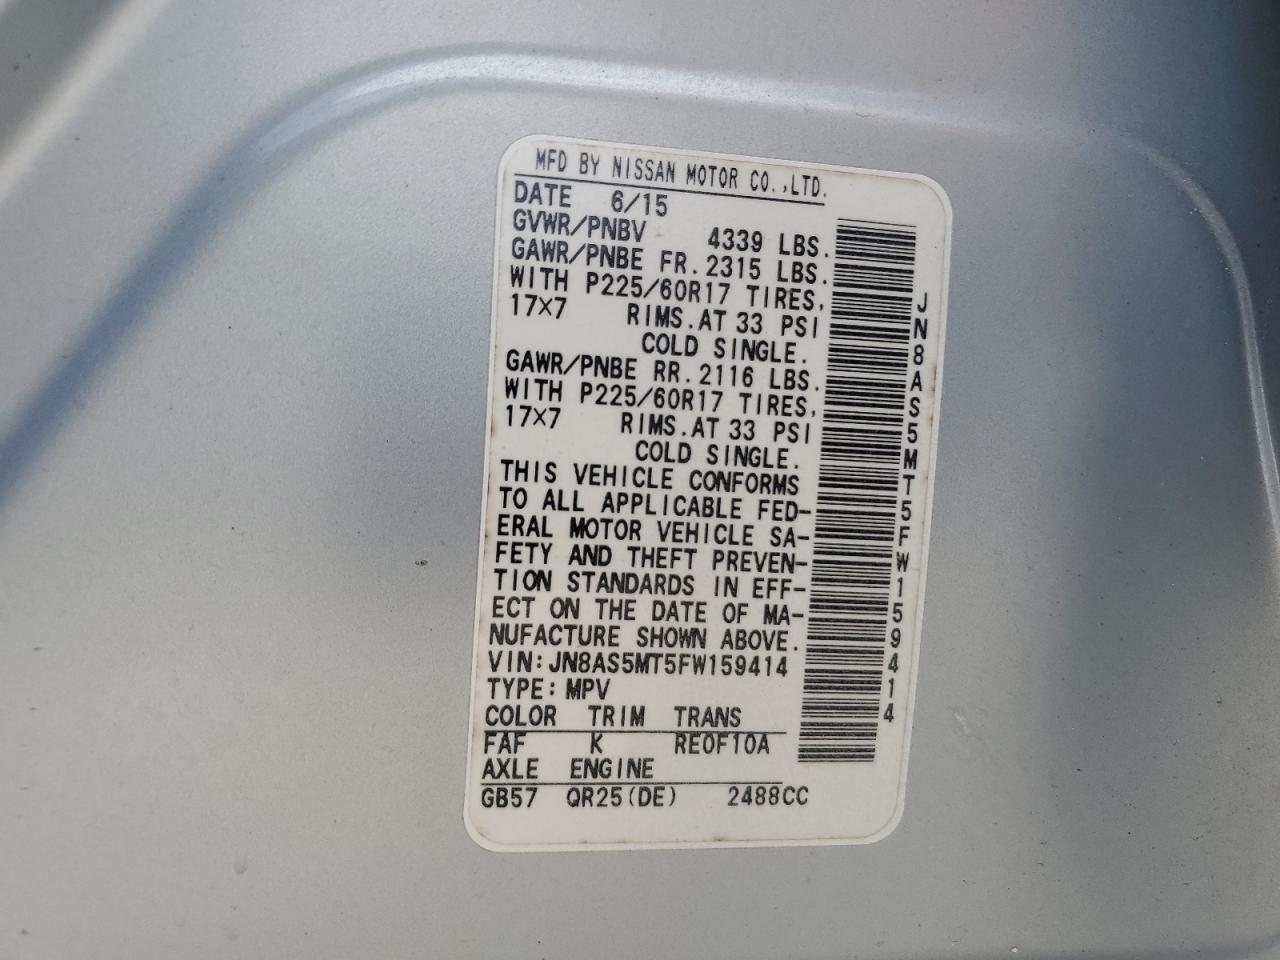 MFD BY NISSAN MOTOR CO.,LTD.
DATE 6/15
GVWR/PNBV 4339 LBS.
GAWR/PNBE FR.2315 LBS.
WITH P225/60R17 TIRES,
17X7 RIMS.AT 33 PSI
COLD SINGLE.
GAWR/PNBE RR.2116 LBS.
WITH P225/60R17 TIRES,
17X7 RIMS.AT 33 PSI
COLD SINGLE.
THIS VEHICLE CONFORMS
TO ALL APPLICABLE FED-
ERAL MOTOR VEHICLE SA-
FETY AND THEFT PREVEN-
TION STANDARDS IN EFF-
ECT ON THE DATE OF MA-
NUFACTURE SHOWN ABOVE.
VIN:JN8AS5MT5FW159414
TYPE:MPV
COLOR TRIM TRANS
FAF K RE0F10A
AXLE ENGINE
GB57 QR25(DE) 2488CC
JN8AS5MT5FW159414